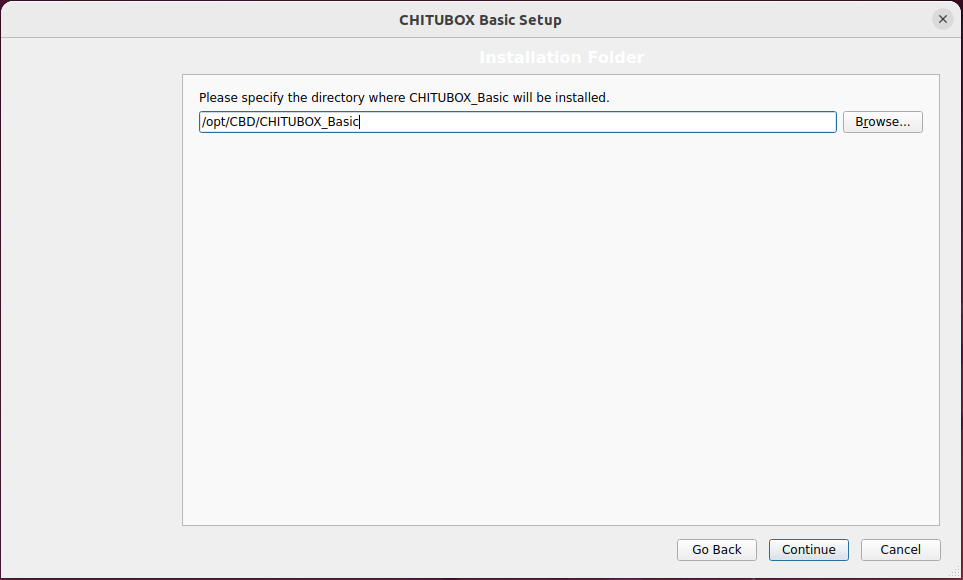 CHITUBOX Basic Setup
Installation Folder
Please specify the directory where CHITUBOX_Basic will be installed.
/opt/CBD/CHITUBOX_Basic
Browse...
Go Back
Continue
Cancel